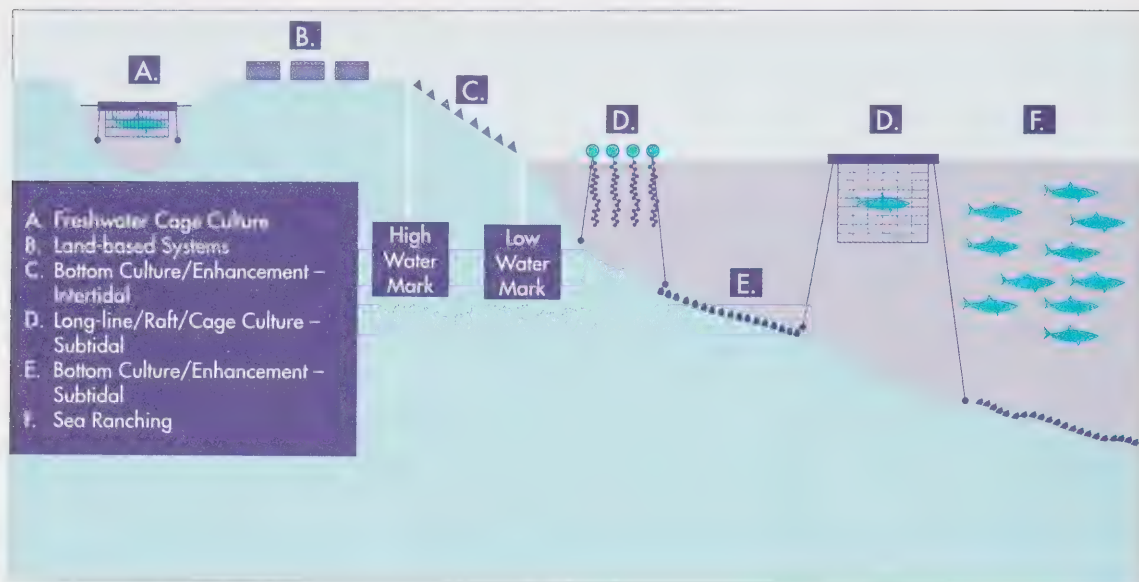 B.
A.
C.
D.
D.
F.
A. Freshwater Cage Culture
B. Land-based Systems
C. Bottom Culture/Enhancement –
Intertidal
D. Long-line/Raft/Cage Culture –
Subtidal
E. Bottom Culture/Enhancement –
Subtidal
F. Sea Ranching
High
Water
Mark
Low
Water
Mark
E.